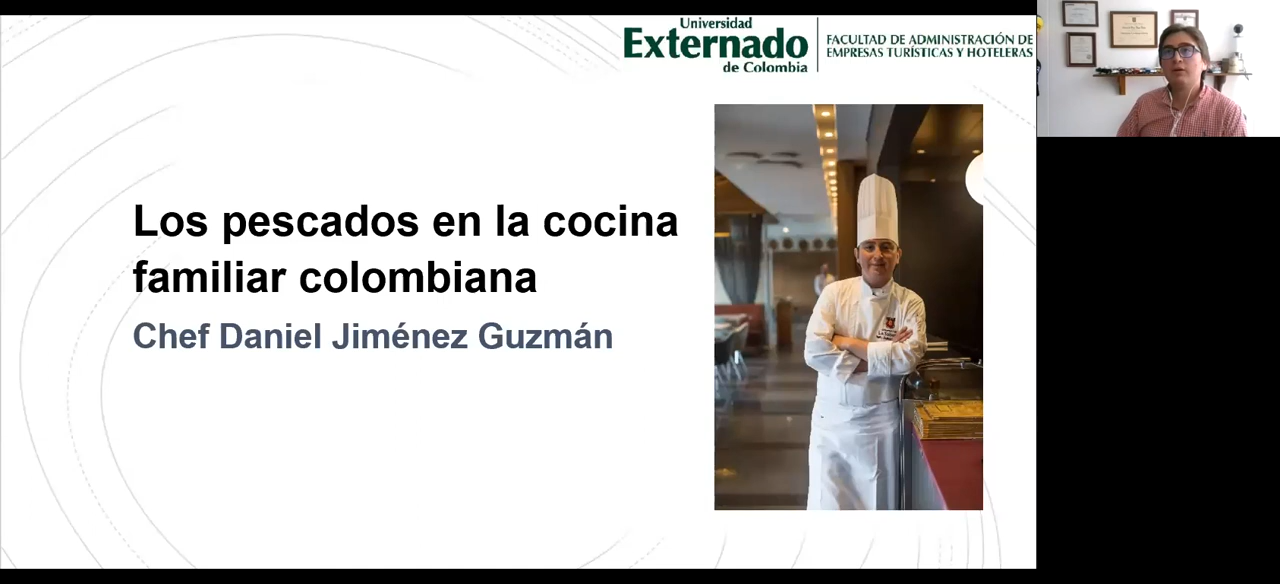 Universidad
Externado
de Colombia
FACULTAD DE ADMINISTRACIÓN DE
EMPRESAS TURÍSTICAS Y HOTELERAS
Los pescados en la cocina
familiar colombiana
Chef Daniel Jiménez Guzmán